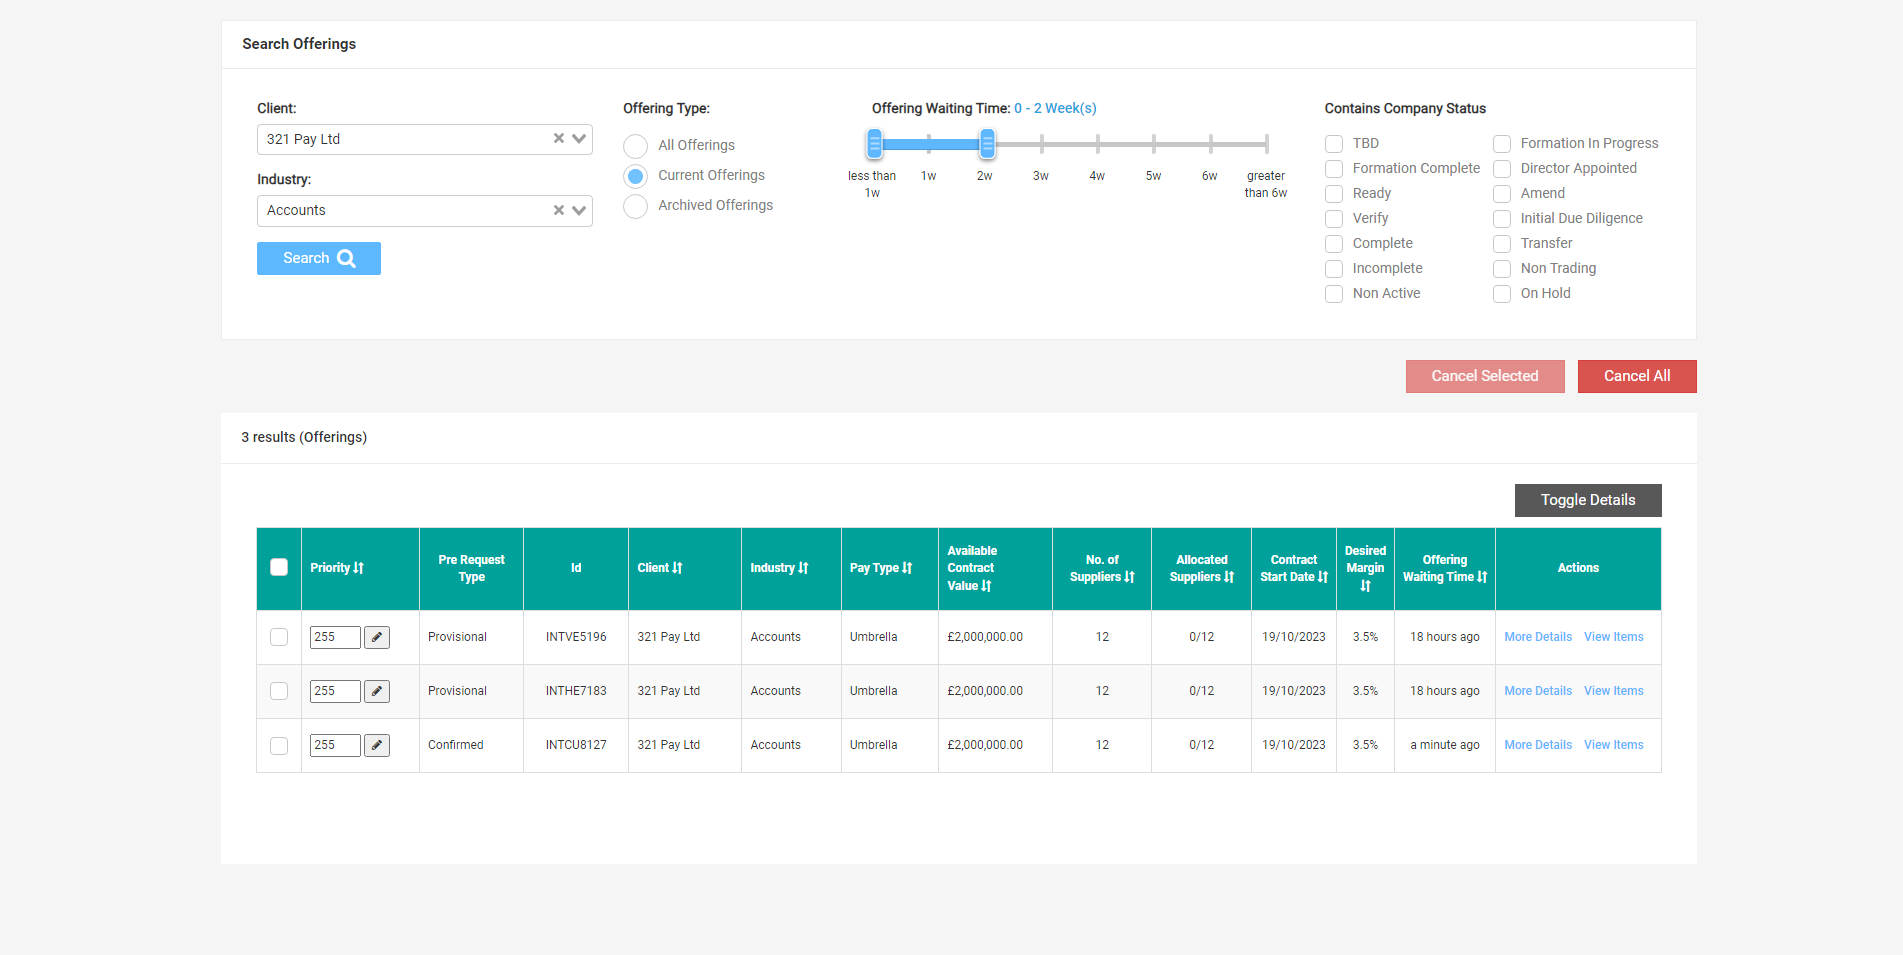 Search Offerings
Client:
321 Pay Ltd
Industry:
Accounts
Search
Offering Type:
All Offerings
Current Offerings
Archived Offerings
Offering Waiting Time: 0 - 2 Week(s)
less than
1w
1w
2w
3w
4w
5w
6w
greater
than 6w
Contains Company Status
TBD
Formation In Progress
Formation Complete
Director Appointed
Ready
Amend
Verify
Initial Due Diligence
Complete
Transfer
Incomplete
Non Trading
Non Active
On Hold
Cancel Selected
Cancel All
3 results (Offerings)
Toggle Details
Priority
Pre Request
Type
Id
Client
Industry
Pay Type
Available
Contract
Value
No. of
Suppliers
Allocated
Suppliers
Contract
Start Date
Desired
Margin
Offering
Waiting Time
Actions
255 Provisional INTVE5196 321 Pay Ltd Accounts Umbrella £2,000,000.00 12 0/12 19/10/2023 3.5% 18 hours ago More Details View Items
255 Provisional INTHE7183 321 Pay Ltd Accounts Umbrella £2,000,000.00 12 0/12 19/10/2023 3.5% 18 hours ago More Details View Items
255 Confirmed INTCU8127 321 Pay Ltd Accounts Umbrella £2,000,000.00 12 0/12 19/10/2023 3.5% a minute ago More Details View Items